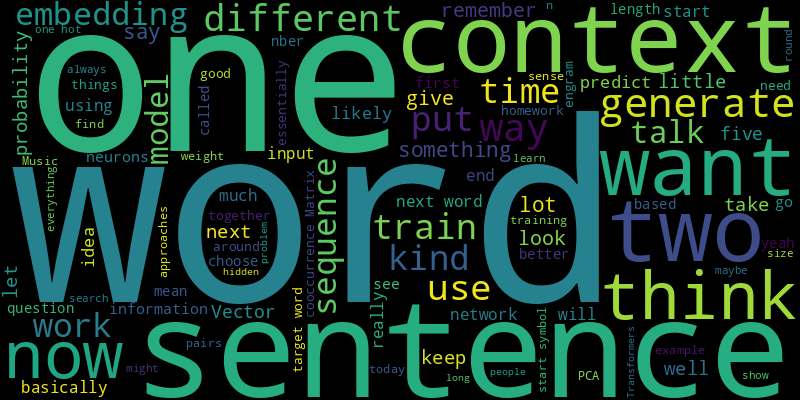 embedding
one hot
say
different
remember
n
length
start
one
context
round
probability
always
things
using
find
nber
good
called
essentially
model
likely
first
sense
engram
give
time
predict
little
need
homework
generate
put
way
talk
five
neurons
weight
input
something
learn
Music
everything
word
much
together
next
around
choose
hidden
problem
approaches
idea
cooccurrence Matrix
sequence
end
next word
lot
training
train
look
better
kind
want
based
take
go
two
yeah
size
maybe
let
search
question
information
mean
Vector
target word
see
really
use
think
work
network
will
now
pairs
might
basically
sentence
today
keep
long
people
start symbol
PCA
Transformers
example
well
show